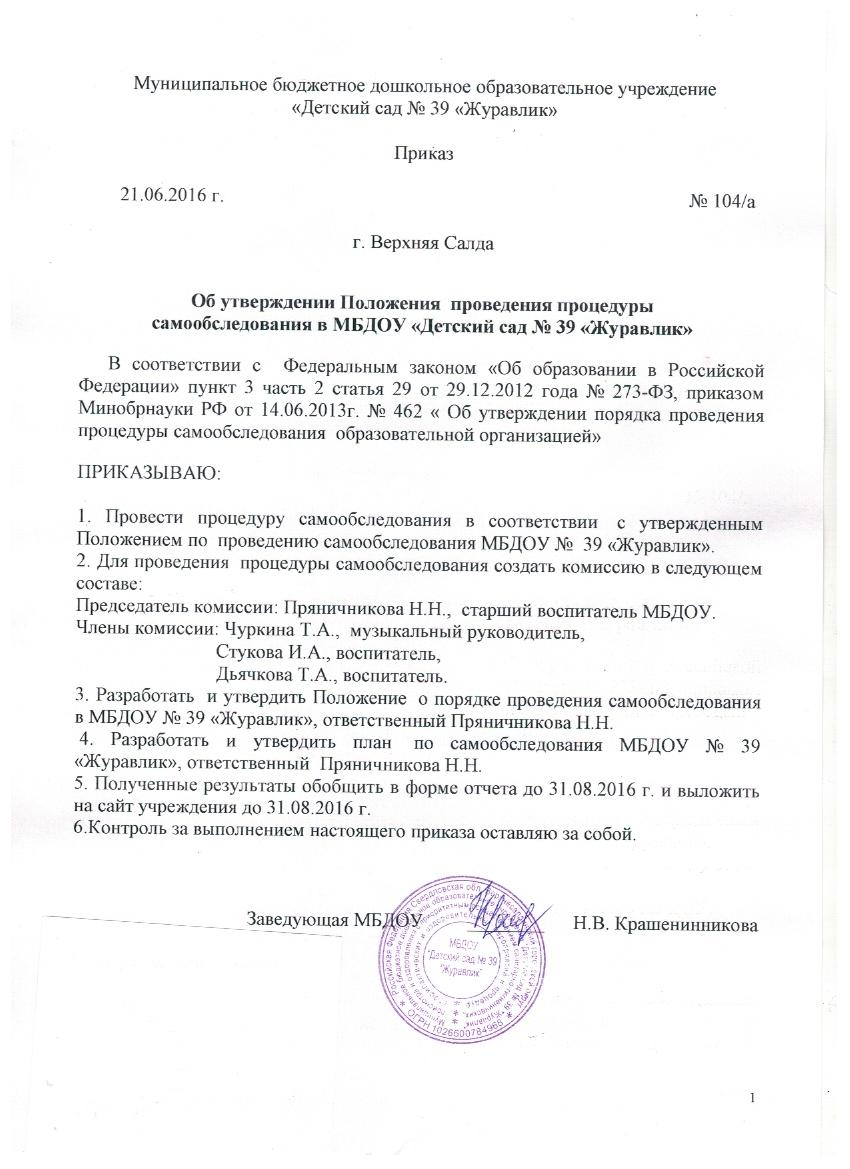 Муниципальное бюджетное дошкольное образовательное учреждение
«Детский сад № 39 «Журавлик»
Приказ
21.06.2016 г.
№ 104/а
г. Верхняя Салда
Об утверждении Положения проведения процедуры
самообследования в МБДОУ «Детский сад № 39 «Журавлик»
В соответствии с Федеральным законом «Об образовании в Российской
Федерации» пункт 3 часть 2 статья 29 от 29.12.2012 года № 273-ФЗ, приказом
Минобрнауки РФ от 14.06.2013г. № 462 « Об утверждении порядка проведения
процедуры самообследования образовательной организацией»
ПРИКАЗЫВАЮ:
1. Провести процедуру самообследования в соответствии с утвержденным
Положением по проведению самообследования МБДОУ № 39 «Журавлик».
2. Для проведения процедуры самообследования создать комиссию в следующем
составе:
Председатель комиссии: Пряничникова Н.Н., старший воспитатель МБДОУ.
Члены комиссии: Чуркина Т.А., музыкальный руководитель,
Стукова И.А., воспитатель,
Дьячкова Т.А., воспитатель.
3. Разработать и утвердить Положение о порядке проведения самообследования
в МБДОУ № 39 «Журавлик», ответственный Пряничникова Н.Н.
4. Разработать и утвердить план по самообследования МБДОУ № 39
«Журавлик», ответственный Пряничникова Н.Н.
5. Полученные результаты обобщить в форме отчета до 31.08.2016 г. и выложить
на сайт учреждения до 31.08.2016 г.
6.Контроль за выполнением настоящего приказа оставляю за собой.
Заведующая МБДОУ
Н.В. Крашенинникова
МБДОУ
"Детский сад № 39
"Журавлик"
ОГРН 1026600784968
1